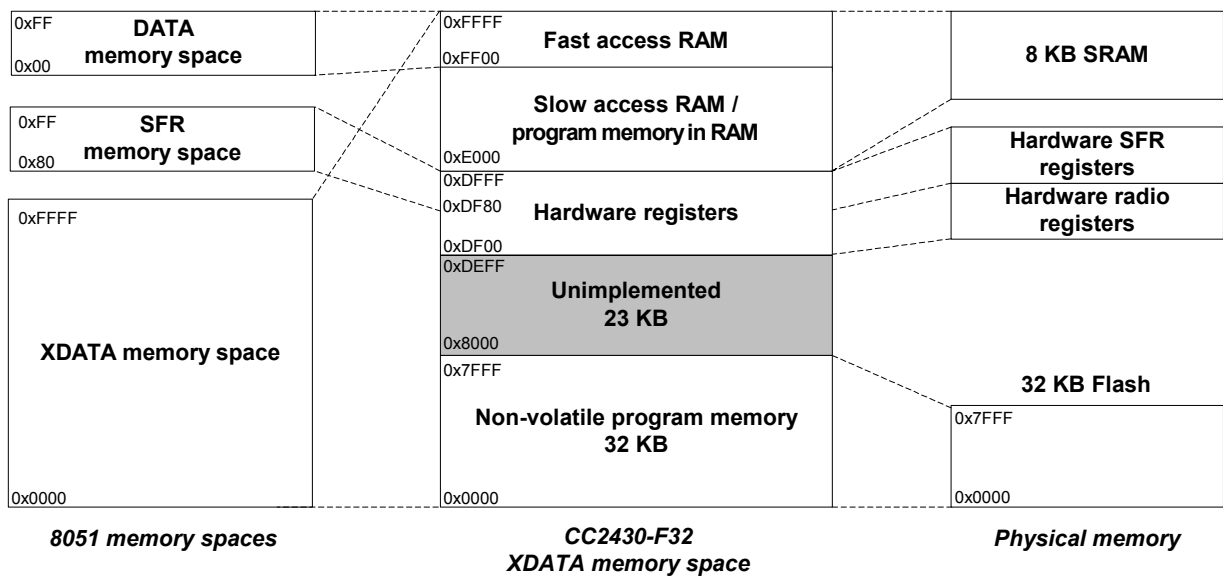 0xFF
DATA
memory space
0x00
0xFF
SFR
memory space
0x80
0xFFFF
XDATA memory space
0x0000
8051 memory spaces
0xFFFF
Fast access RAM
0xFF00
Slow access RAM /
program memory in RAM
0xE000
0xDFFF
0xDF80
Hardware registers
0xDF00
0xDEFF
Unimplemented
23 KB
0x8000
0x7FFF
Non-volatile program memory
32 KB
0x0000
CC2430-F32
XDATA memory space
8 KB SRAM
Hardware SFR
registers
Hardware radio
registers
32 KB Flash
0x7FFF
0x0000
Physical memory